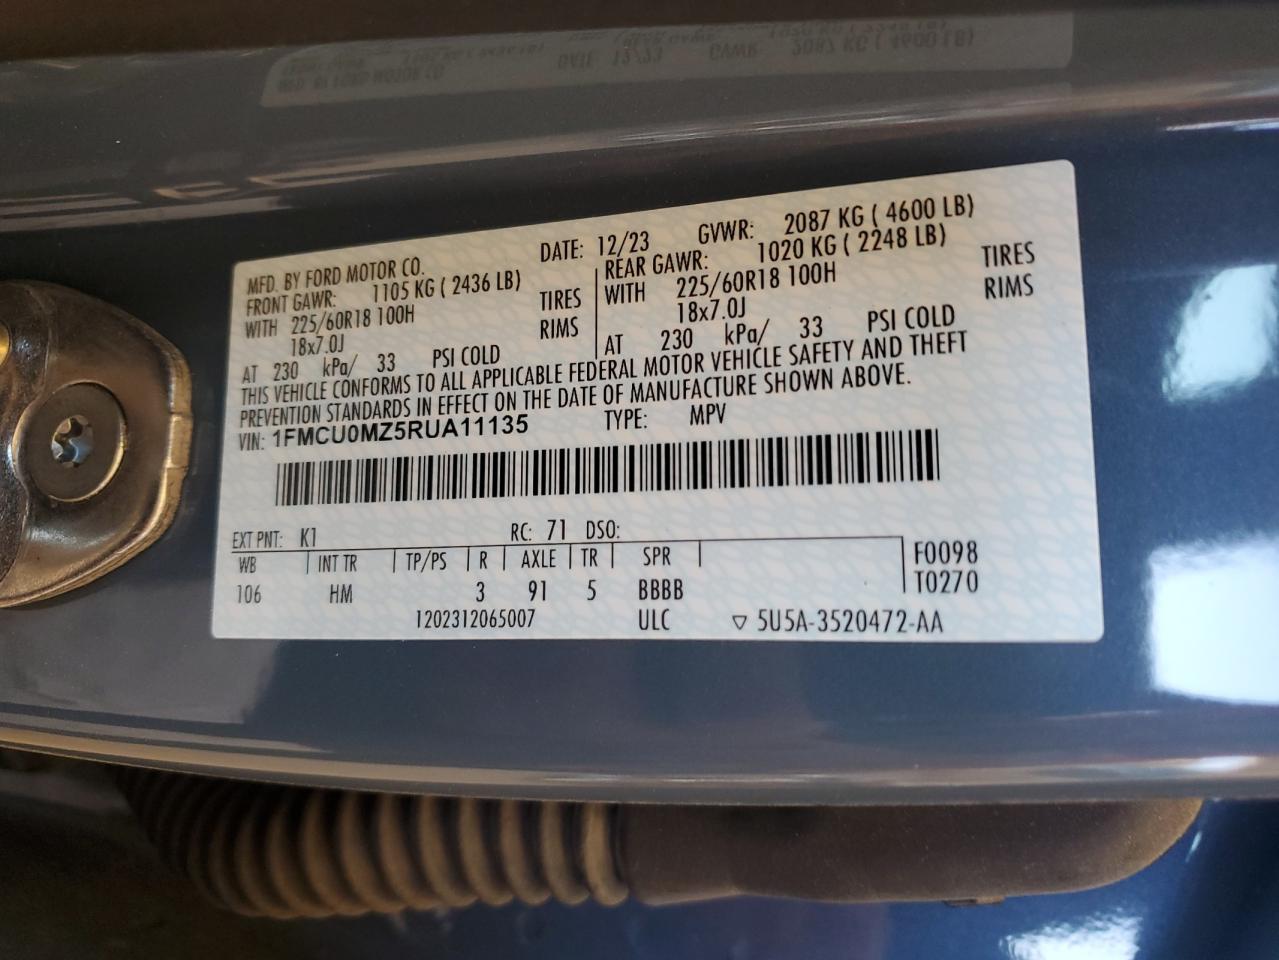 MFD. BY FORD MOTOR CO. DATE: 12/23 GVWR: 2087 KG ( 4600 LB)
FRONT GAWR: 1105 KG ( 2436 LB) REAR GAWR: 1020 KG ( 2248 LB)
WITH 225/60R18 100H TIRES WITH 225/60R18 100H TIRES
18x7.0J RIMS 18x7.0J RIMS
AT 230 kPa/ 33 PSI COLD AT 230 kPa/ 33 PSI COLD
THIS VEHICLE CONFORMS TO ALL APPLICABLE FEDERAL MOTOR VEHICLE SAFETY AND THEFT
PREVENTION STANDARDS IN EFFECT ON THE DATE OF MANUFACTURE SHOWN ABOVE.
VIN: 1FMCU0MZ5RUA11135 TYPE: MPV
EXT PNT: K1 RC: 71 DSO:
WB INT TR TP/PS R AXLE TR SPR F0098
106 HM 3 91 5 BBBB T0270
1202312065007 ULC ▽ 5U5A-3520472-AA